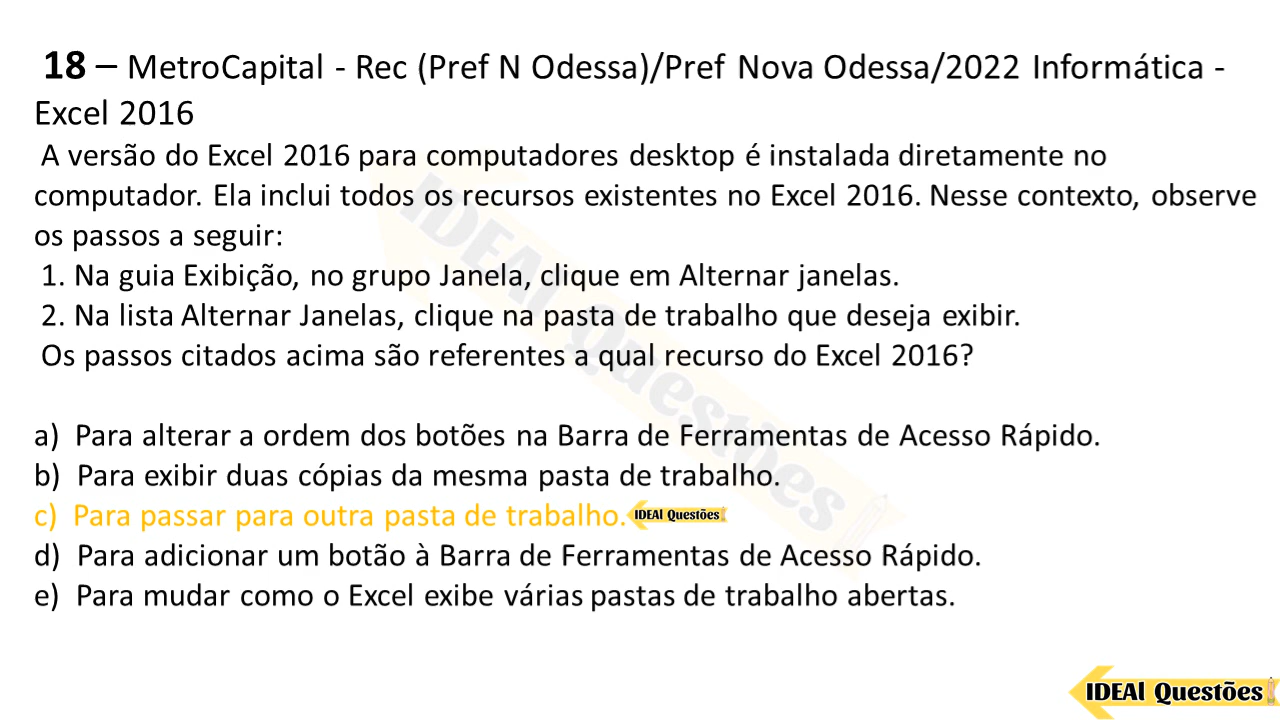 18 – MetroCapital - Rec (Pref N Odessa)/Pref Nova Odessa/2022 Informática -
Excel 2016
A versão do Excel 2016 para computadores desktop é instalada diretamente no
computador. Ela inclui todos os recursos existentes no Excel 2016. Nesse contexto, observe
os passos a seguir:
1. Na guia Exibição, no grupo Janela, clique em Alternar janelas.
2. Na lista Alternar Janelas, clique na pasta de trabalho que deseja exibir.
Os passos citados acima são referentes a qual recurso do Excel 2016?
a) Para alterar a ordem dos botões na Barra de Ferramentas de Acesso Rápido.
b) Para exibir duas cópias da mesma pasta de trabalho.
c) Para passar para outra pasta de trabalho. IDEAl Questões
d) Para adicionar um botão à Barra de Ferramentas de Acesso Rápido.
e) Para mudar como o Excel exibe várias pastas de trabalho abertas.
IDEAl Questões
IDEAl Questões